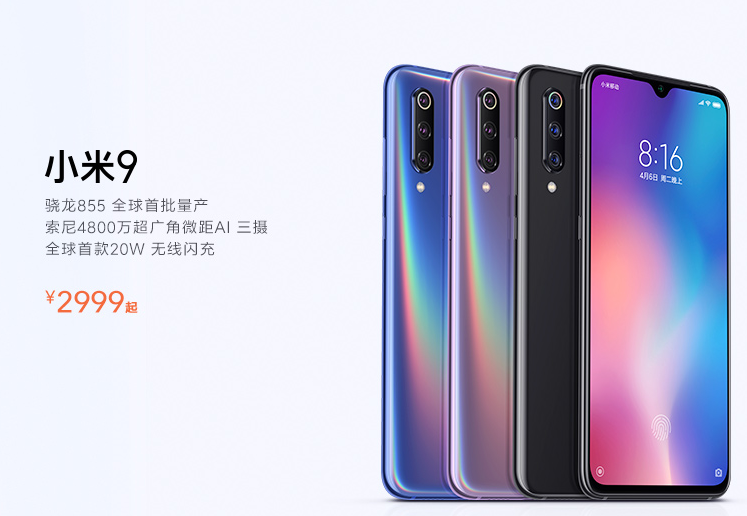 小米9
骁龙855 全球首批量产
索尼4800万超广角微距AI 三摄
全球首款20W 无线闪充
¥2999起
小米移动
8:16
4月6日 周二晚上